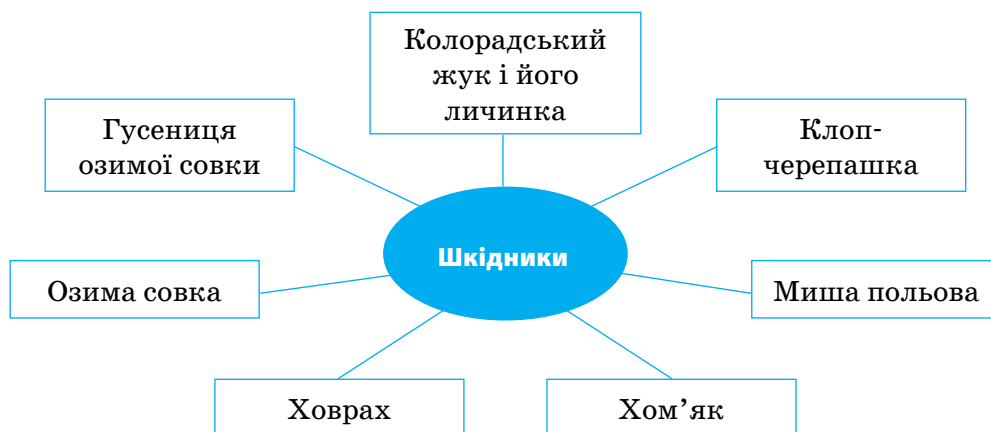 Колорадський
жук і його
личинка
Гусениця
озимої совки
Клоп-
черепашка
Шкідники
Озима совка
Миша польова
Ховрах
Хом’як